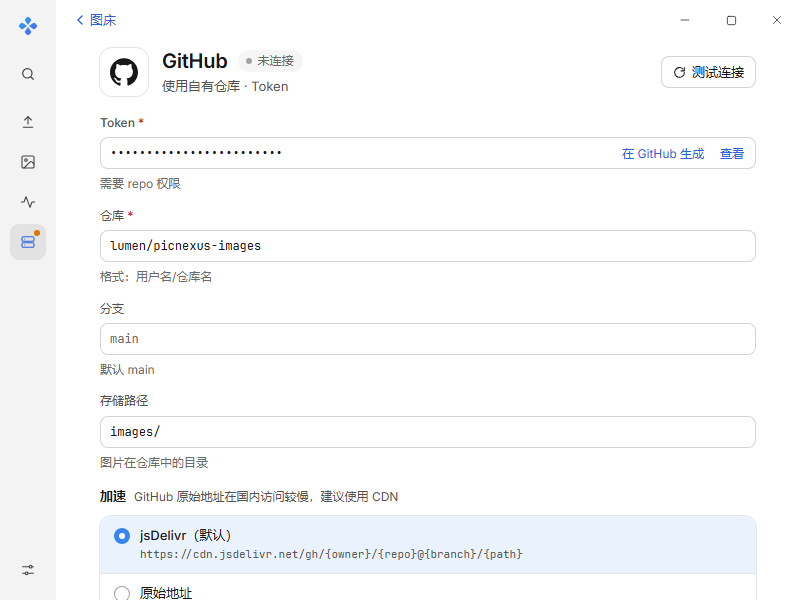 图床
GitHub
未连接
使用自有仓库 · Token
测试连接
Token *
••••••••••••••••••••••••
在 GitHub 生成
查看
需要 repo 权限
仓库 *
lumen/picnexus-images
格式：用户名/仓库名
分支
main
默认 main
存储路径
images/
图片在仓库中的目录
加速 GitHub 原始地址在国内访问较慢，建议使用 CDN
jsDelivr（默认）
https://cdn.jsdelivr.net/gh/{owner}/{repo}@{branch}/{path}
原始地址